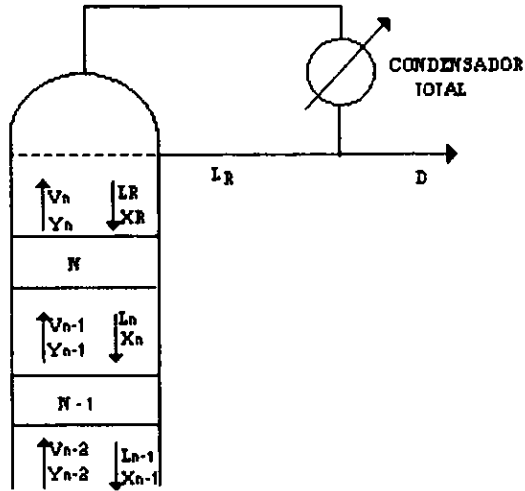 CONDENSADOR
TOTAL
LR
D
Vn
Yn
LR
XR
N
Vn-1
Yn-1
Ln
Xn
N-1
Vn-2
Yn-2
Ln-1
Xn-1